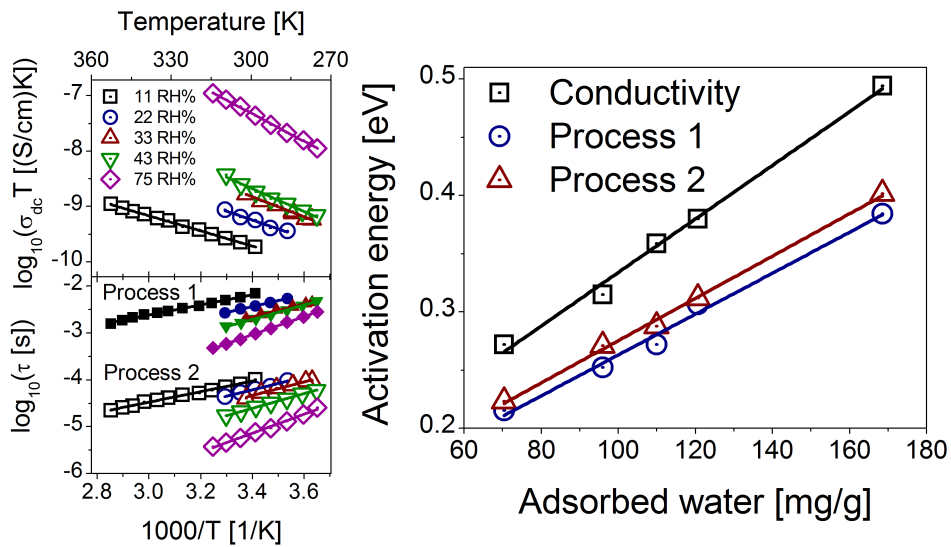 Temperature [K]
360 330 300 270
log10(σdc T [(S/cm)K]
-7
-8
-9
-10
11 RH%
22 RH%
33 RH%
43 RH%
75 RH%
log10(τ [s])
-2
-3
-4
-5
-6
Process 1
Process 2
2.8 3.0 3.2 3.4 3.6
1000/T [1/K]
Activation energy [eV]
0.5
0.4
0.3
0.2
Conductivity
Process 1
Process 2
60 80 100 120 140 160 180
Adsorbed water [mg/g]